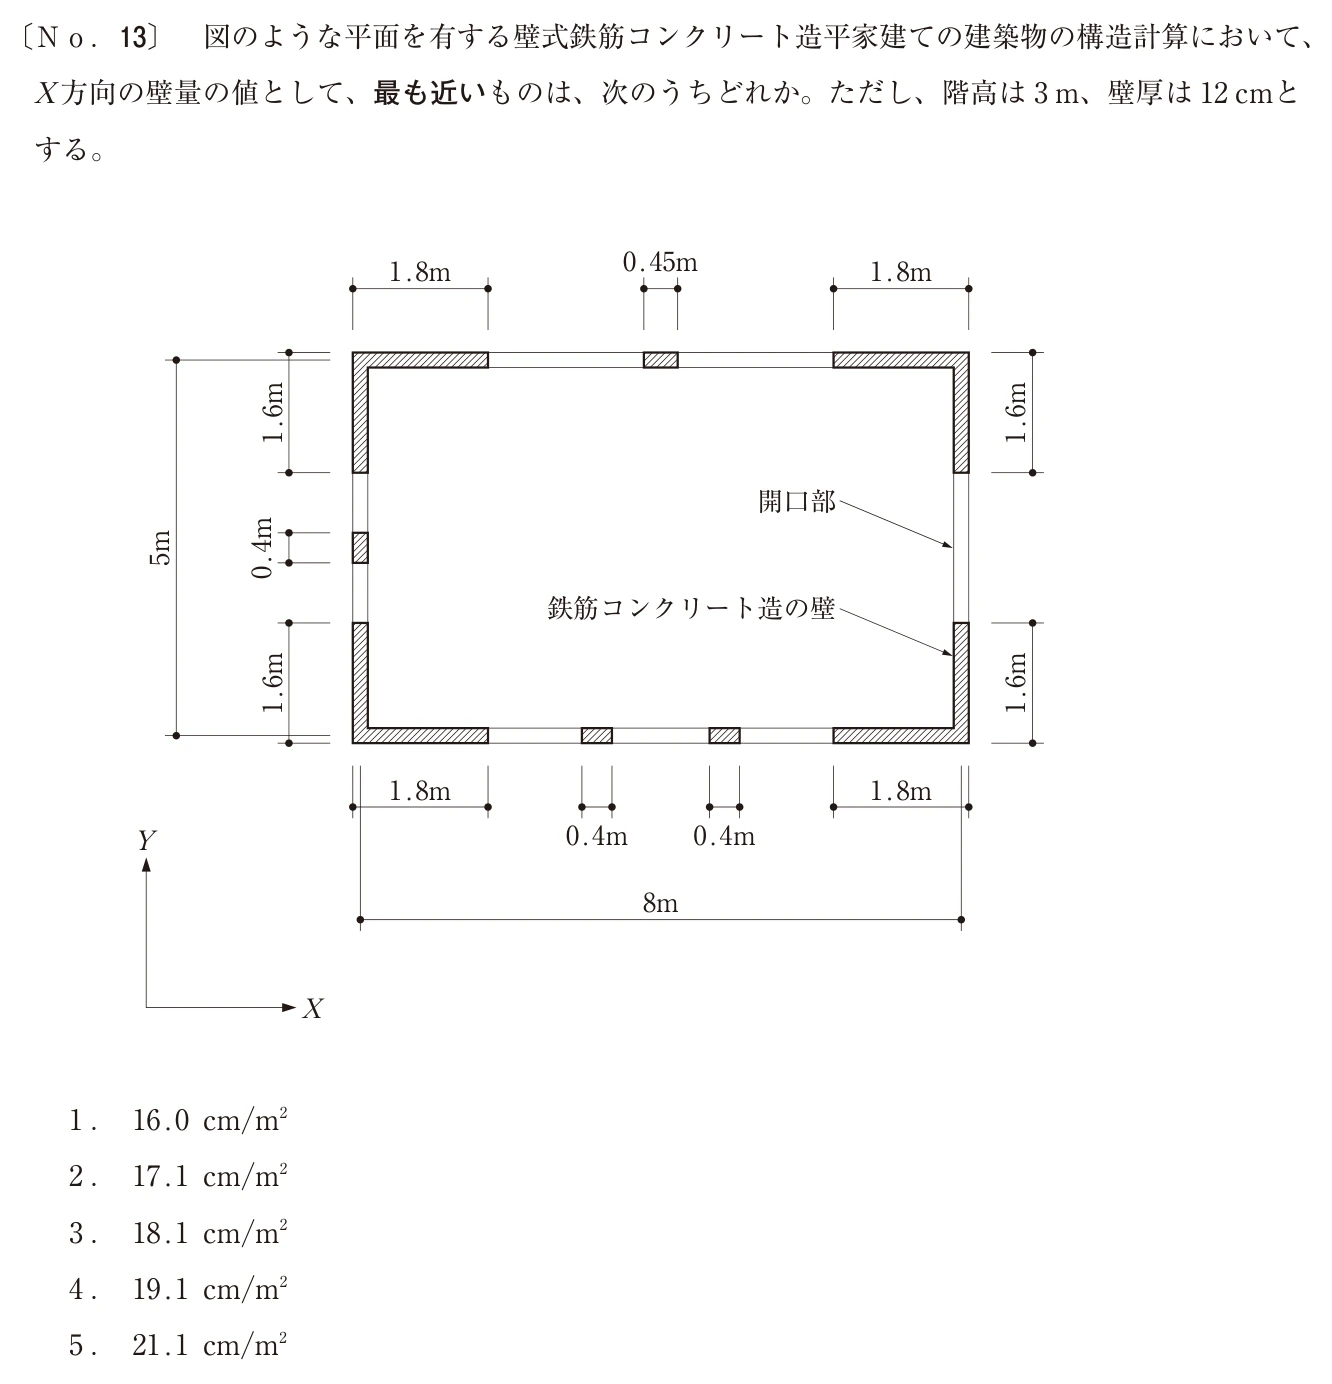 〔Ｎｏ．13〕　図のような平面を有する壁式鉄筋コンクリート造平家建ての建築物の構造計算において、
X方向の壁量の値として、最も近いものは、次のうちどれか。ただし、階高は３m、壁厚は12cmと
する。
0.45m
1.8m
1.8m
1.6m
1.6m
開口部
5m
0.4m
鉄筋コンクリート造の壁
1.6m
1.6m
1.8m
1.8m
0.4m
0.4m
Y
8m
X
１．　16.0 cm/m²
２．　17.1 cm/m²
３．　18.1 cm/m²
４．　19.1 cm/m²
５．　21.1 cm/m²